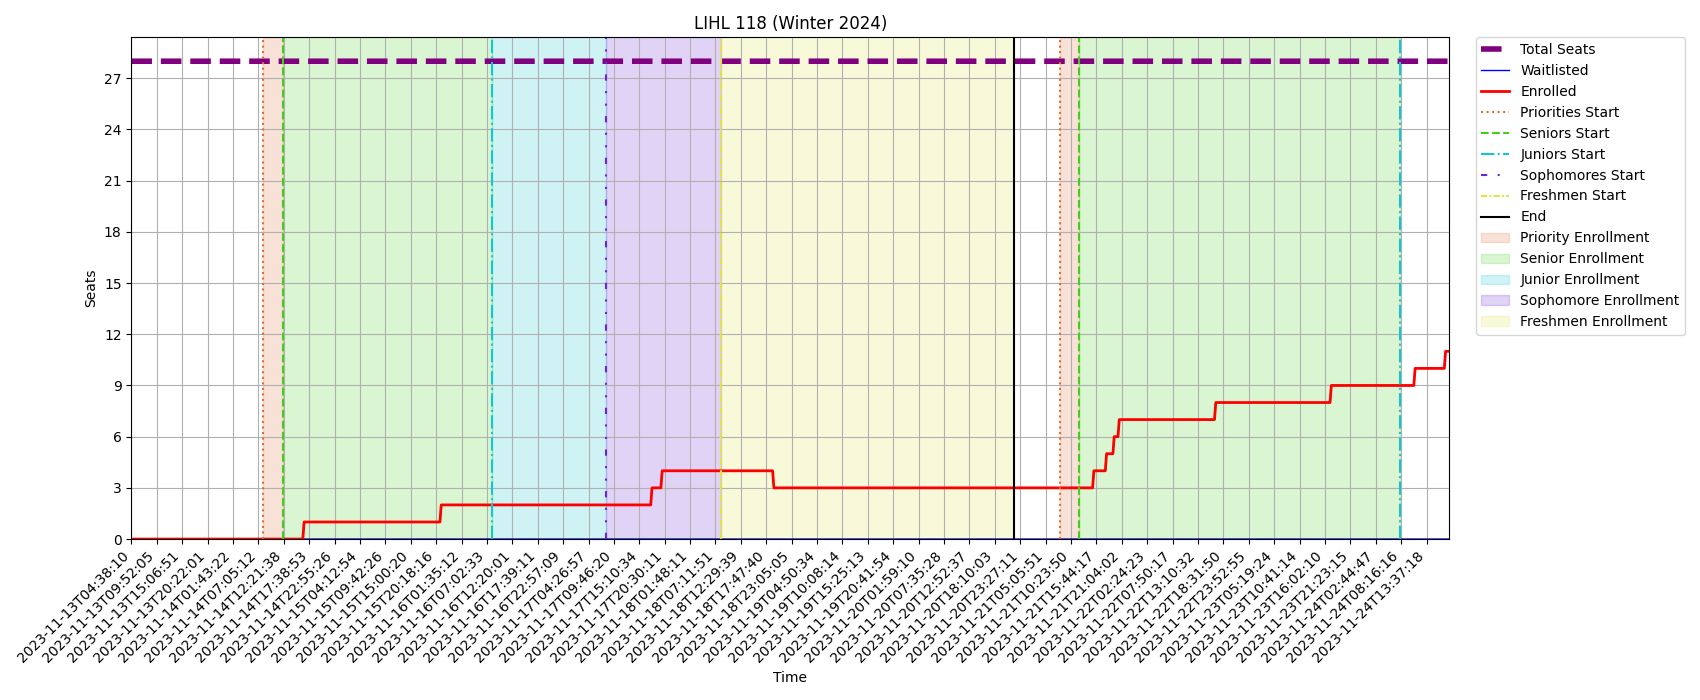 LIHL 118 (Winter 2024)
Total Seats
Waitlisted
Enrolled
Priorities Start
Seniors Start
Juniors Start
Sophomores Start
Freshmen Start
End
Priority Enrollment
Senior Enrollment
Junior Enrollment
Sophomore Enrollment
Freshmen Enrollment
Seats
27
24
21
18
15
12
9
6
3
0
2023-11-13T04:38:10
2023-11-13T09:52:05
2023-11-13T15:06:51
2023-11-13T20:22:01
2023-11-14T01:43:22
2023-11-14T07:05:12
2023-11-14T12:21:38
2023-11-14T17:38:53
2023-11-14T22:55:26
2023-11-15T04:12:54
2023-11-15T09:42:26
2023-11-15T15:00:20
2023-11-15T20:18:16
2023-11-16T01:35:12
2023-11-16T07:02:33
2023-11-16T12:20:01
2023-11-16T17:39:11
2023-11-16T22:57:09
2023-11-17T04:26:57
2023-11-17T09:46:20
2023-11-17T15:10:34
2023-11-17T20:30:11
2023-11-18T01:48:11
2023-11-18T07:11:51
2023-11-18T12:29:39
2023-11-18T17:47:40
2023-11-18T23:05:05
2023-11-19T04:50:34
2023-11-19T10:08:14
2023-11-19T15:25:13
2023-11-19T20:41:54
2023-11-20T01:59:10
2023-11-20T07:35:28
2023-11-20T12:52:37
2023-11-20T18:10:03
2023-11-20T23:27:11
2023-11-21T05:05:51
2023-11-21T10:23:50
2023-11-21T15:44:17
2023-11-21T21:04:02
2023-11-22T02:24:23
2023-11-22T07:50:17
2023-11-22T13:10:32
2023-11-22T18:31:50
2023-11-22T23:52:55
2023-11-23T05:19:24
2023-11-23T10:41:14
2023-11-23T16:02:10
2023-11-23T21:23:15
2023-11-24T02:44:47
2023-11-24T08:16:16
2023-11-24T13:37:18
Time